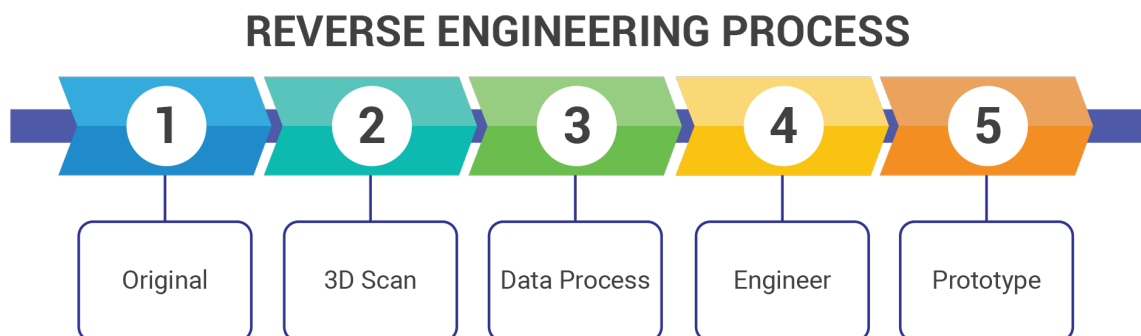 REVERSE ENGINEERING PROCESS
1
2
3
4
5
Original
3D Scan
Data Process
Engineer
Prototype